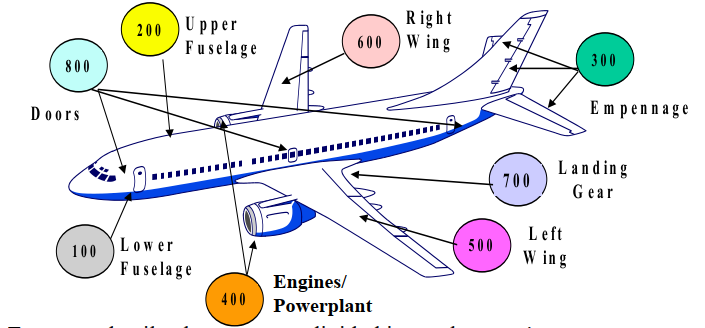 200
Upper
Fuselage
600
Right
Wing
800
Doors
300
Empennage
700
Landing
Gear
100
Lower
Fuselage
500
Left
Wing
400
Engines/
Powerplant